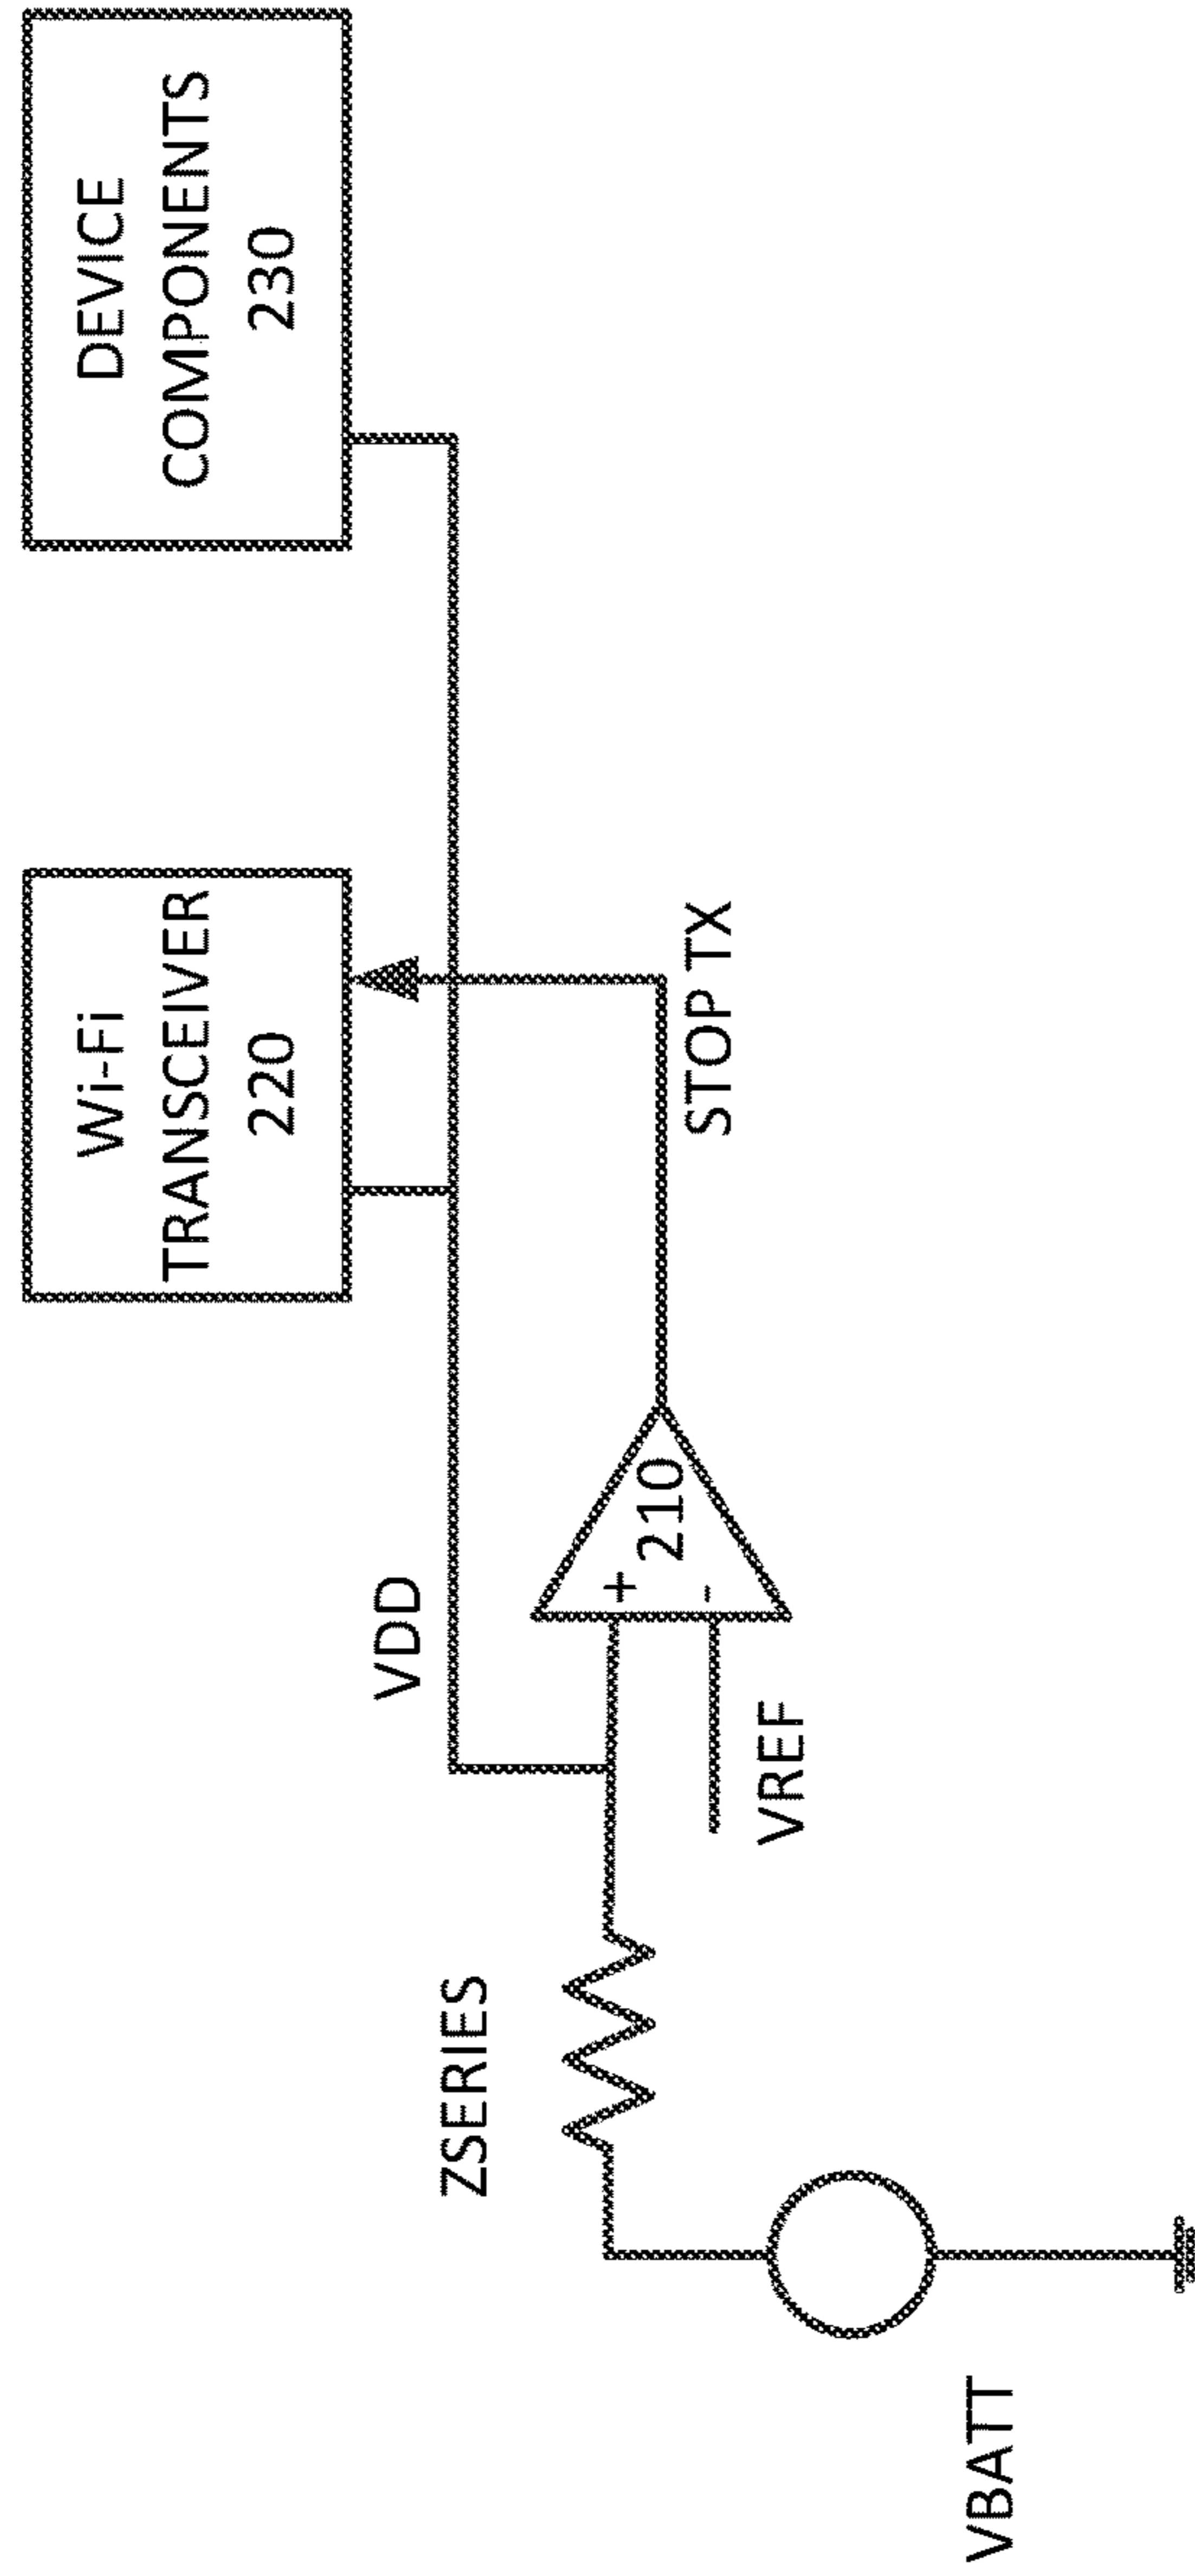 Wi-Fi
TRANSCEIVER
220
DEVICE
COMPONENTS
230
VDD
ZSERIES
+
210
-
VREF
STOP TX
VBATT